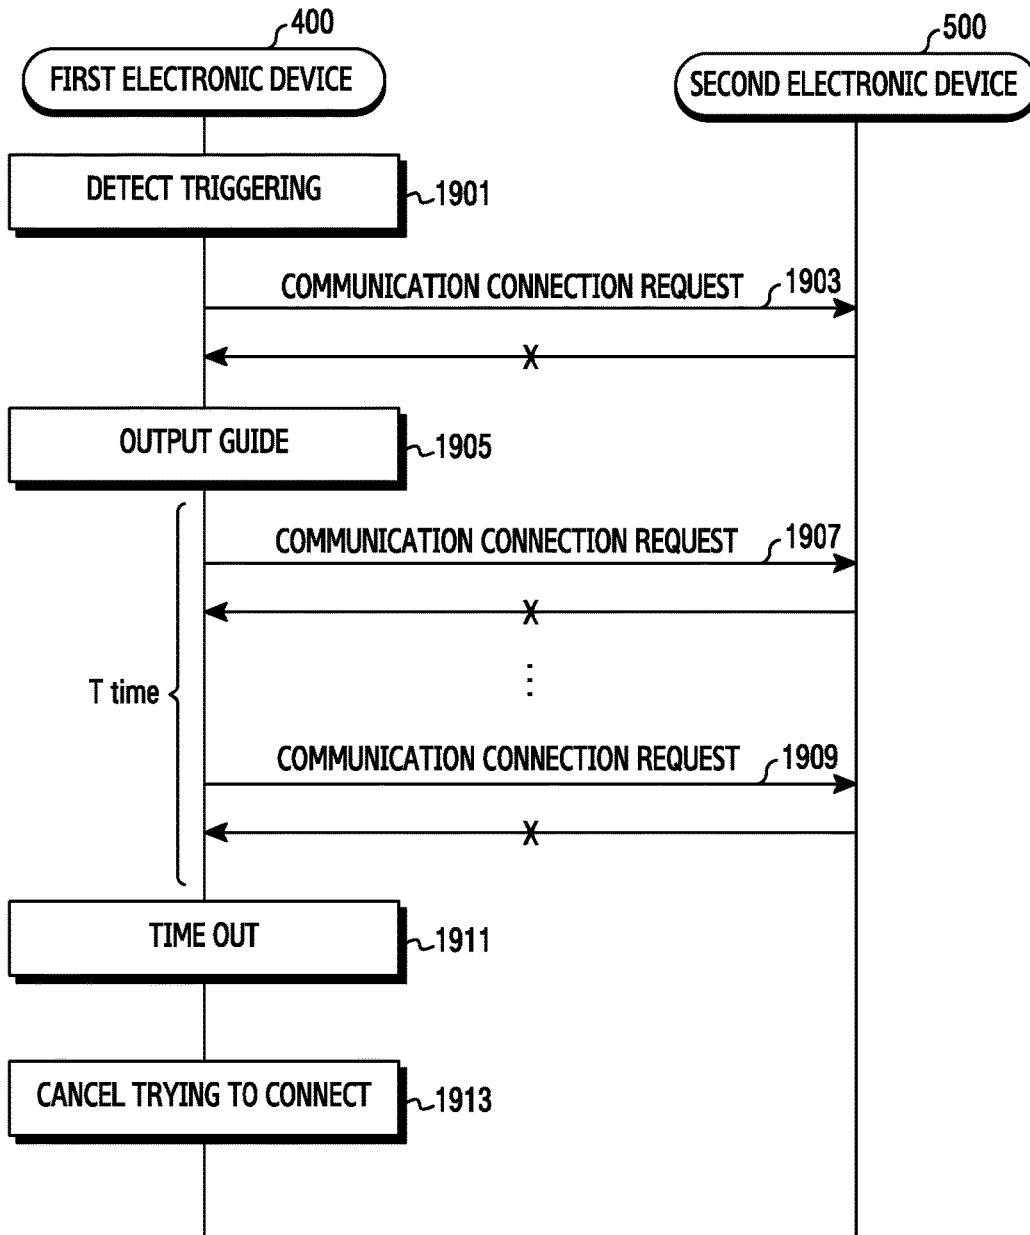 400
500
FIRST ELECTRONIC DEVICE
SECOND ELECTRONIC DEVICE
DETECT TRIGGERING
1901
COMMUNICATION CONNECTION REQUEST
1903
X
OUTPUT GUIDE
1905
COMMUNICATION CONNECTION REQUEST
1907
X
T time
COMMUNICATION CONNECTION REQUEST
1909
X
TIME OUT
1911
CANCEL TRYING TO CONNECT
1913